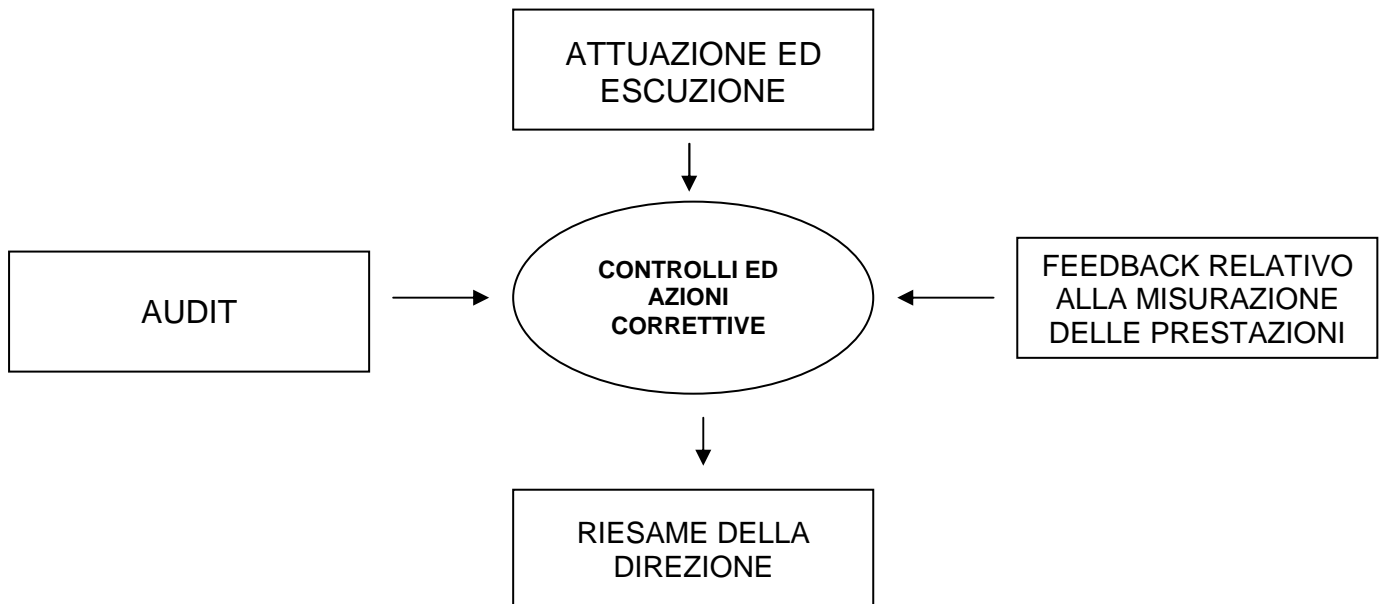 ATTUAZIONE ED
ESCUZIONE
AUDIT
CONTROLLI ED
AZIONI
CORRETTIVE
FEEDBACK RELATIVO
ALLA MISURAZIONE
DELLE PRESTAZIONI
RIESAME DELLA
DIREZIONE